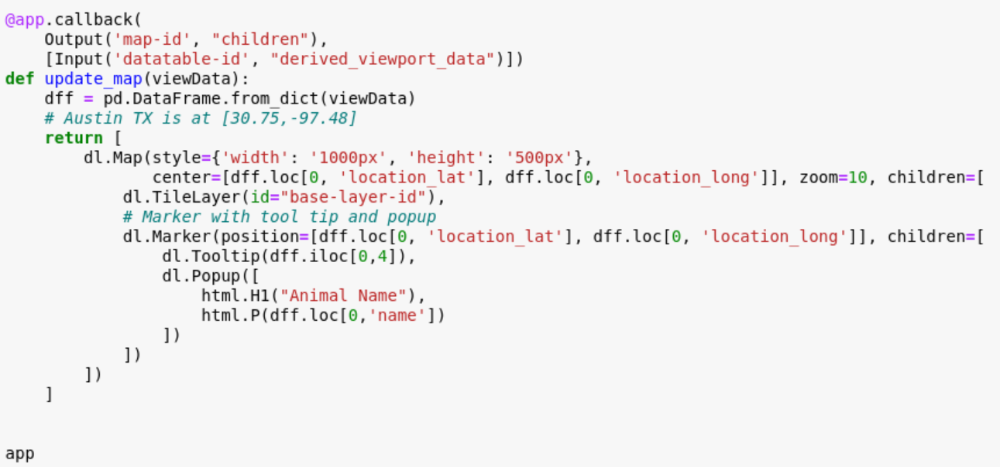 @app.callback(
    Output('map-id', "children"),
    [Input('datatable-id', "derived_viewport_data")])
def update_map(viewData):
    dff = pd.DataFrame.from_dict(viewData)
    # Austin TX is at [30.75,-97.48]
    return [
        dl.Map(style={'width': '1000px', 'height': '500px'},
               center=[dff.loc[0, 'location_lat'], dff.loc[0, 'location_long']], zoom=10, children=[
            dl.TileLayer(id="base-layer-id"),
            # Marker with tool tip and popup
            dl.Marker(position=[dff.loc[0, 'location_lat'], dff.loc[0, 'location_long']], children=[
                dl.Tooltip(dff.iloc[0,4]),
                dl.Popup([
                    html.H1("Animal Name"),
                    html.P(dff.loc[0,'name'])
                ])
            ])
        ])
    ]
app